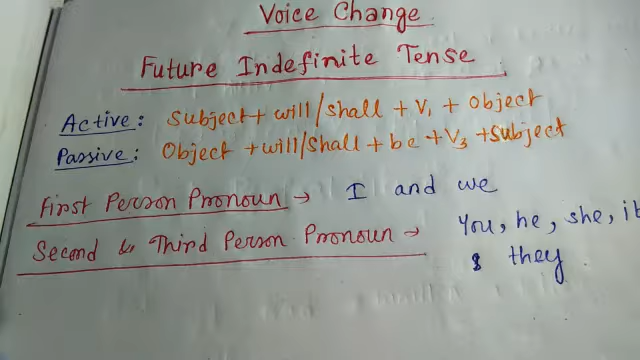 Voice Change
Future Indefinite Tense
Active: Subject + will/shall + V₁ + Object
Passive: Object + will/shall + be + V₃ + Subject
First Person Pronoun → I and we
Second & Third Person Pronoun → You, he, she, it
& they